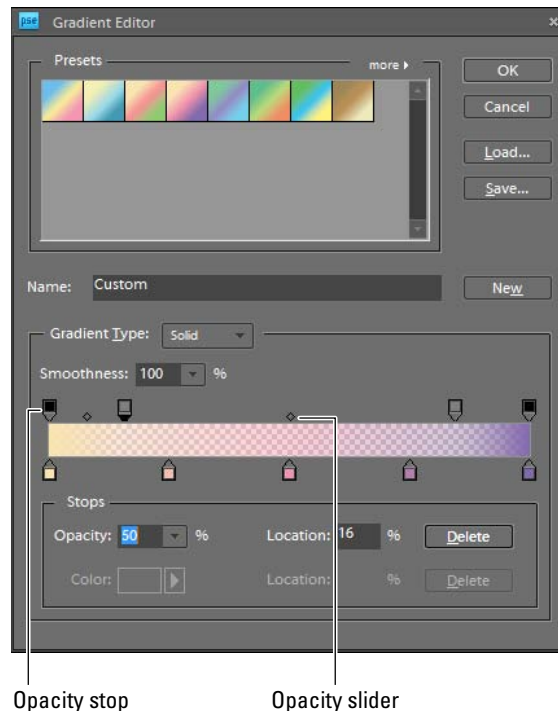 pse Gradient Editor x
Presets
more
OK
Cancel
Load...
Save...
Name: Custom
New
Gradient Type: Solid
Smoothness: 100 %
Stops
Opacity: 50 % Location: 16 % Delete
Color: Location: % Delete
Opacity stop Opacity slider